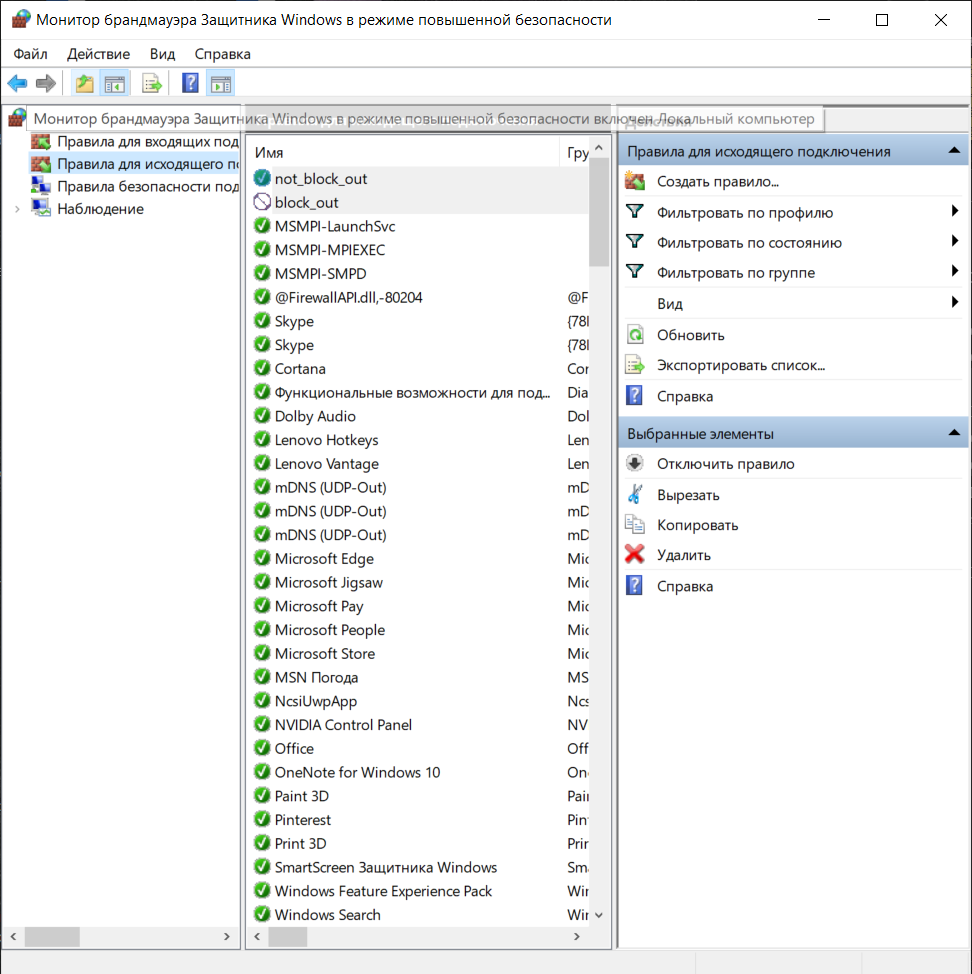 Монитор брандмауэра Защитника Windows в режиме повышенной безопасности
Файл Действие Вид Справка
Монитор брандмауэра Защитника Windows в режиме повышенной безопасности включен Локальный компьютер
Правила для входящих под
Правила для исходящего по
Правила безопасности под
Наблюдение
Имя Гру
not_block_out
block_out
MSMPI-LaunchSvc
MSMPI-MPIEXEC
MSMPI-SMPD
@FirewallAPI.dll,-80204 @F
Skype {78
Skype {78
Cortana Cor
Функциональные возможности для под... Dia
Dolby Audio Dol
Lenovo Hotkeys Len
Lenovo Vantage Len
mDNS (UDP-Out) mD
mDNS (UDP-Out) mD
mDNS (UDP-Out) mD
Microsoft Edge Mic
Microsoft Jigsaw Mic
Microsoft Pay Mic
Microsoft People Mic
Microsoft Store Mic
MSN Погода MS
NcsiUwpApp Ncs
NVIDIA Control Panel NV
Office Off
OneNote for Windows 10 On
Paint 3D Pai
Pinterest Pin
Print 3D Prin
SmartScreen Защитника Windows Sm
Windows Feature Experience Pack Win
Windows Search Win
Правила для исходящего подключения
Создать правило...
Фильтровать по профилю
Фильтровать по состоянию
Фильтровать по группе
Вид
Обновить
Экспортировать список...
Справка
Выбранные элементы
Отключить правило
Вырезать
Копировать
Удалить
Справка